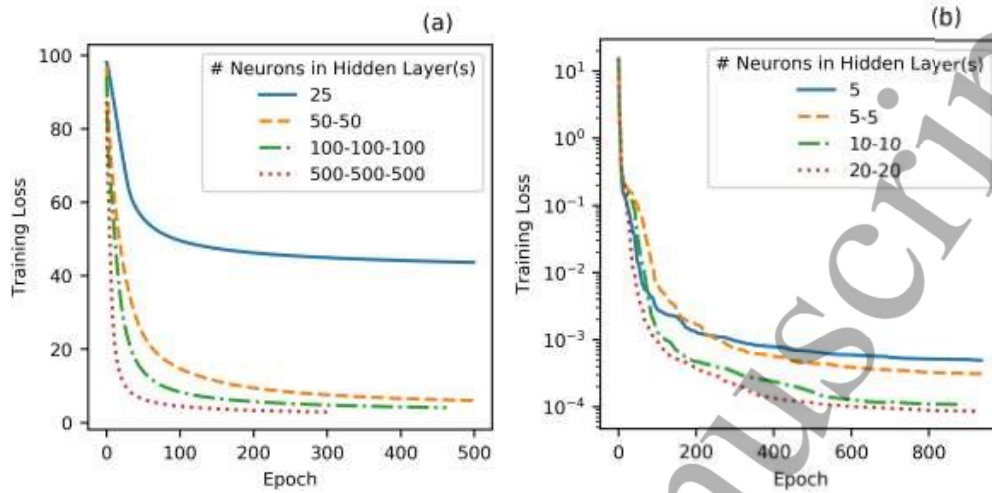 (a)
# Neurons in Hidden Layer(s)
25
50-50
100-100-100
500-500-500
100
80
60
40
20
0
Training Loss
0 100 200 300 400 500
Epoch
(b)
# Neurons in Hidden Layer(s)
5
5-5
10-10
20-20
10¹
10⁰
10⁻¹
10⁻²
10⁻³
10⁻⁴
Training Loss
0 200 400 600 800
Epoch
uscrip